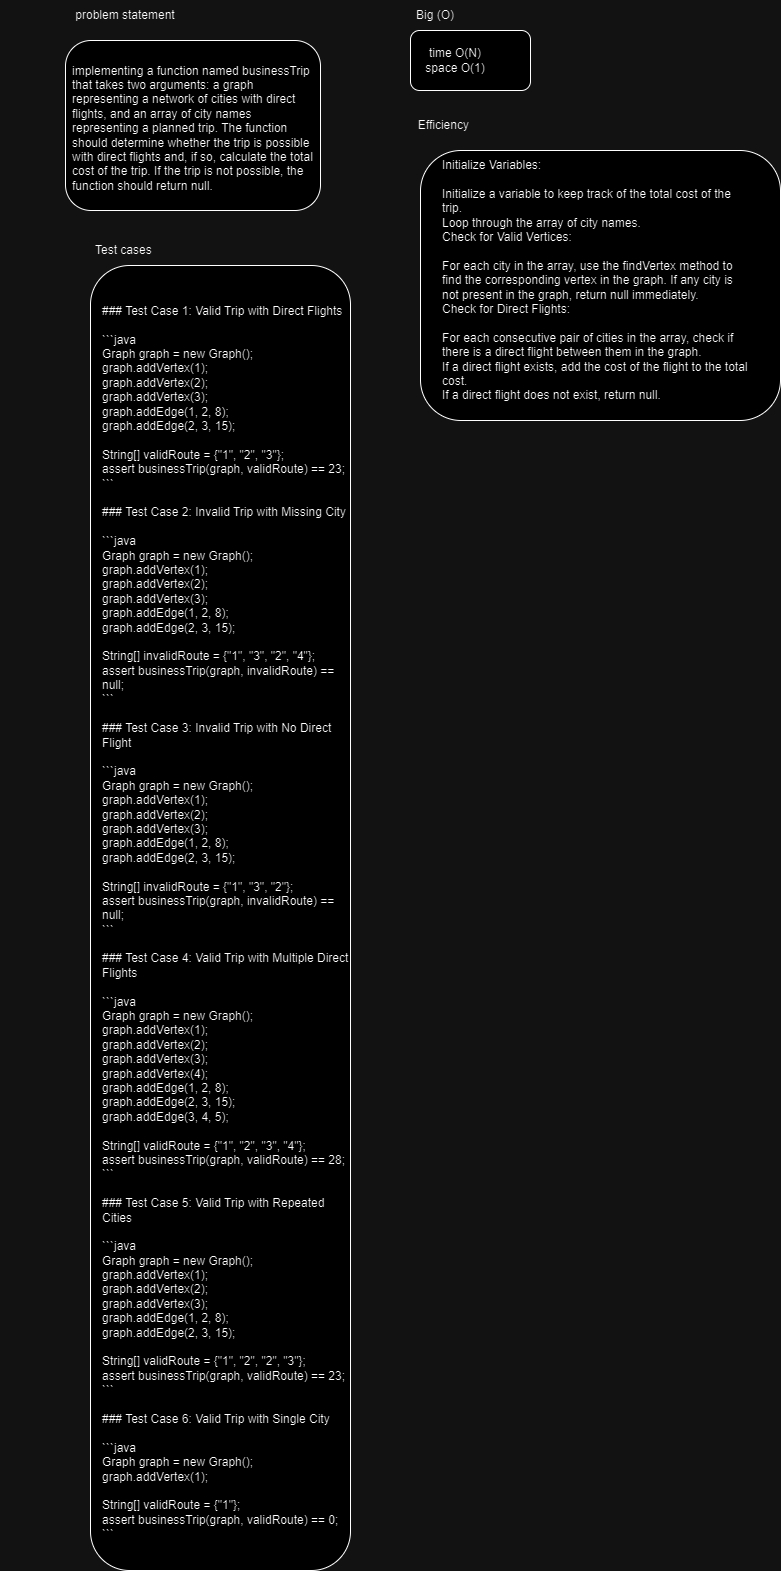 problem statement
implementing a function named businessTrip
that takes two arguments: a graph
representing a network of cities with direct
flights, and an array of city names
representing a planned trip. The function
should determine whether the trip is possible
with direct flights and, if so, calculate the total
cost of the trip. If the trip is not possible, the
function should return null.
Big (O)
time O(N)
space O(1)
Efficiency
Initialize Variables:
Initialize a variable to keep track of the total cost of the
trip.
Loop through the array of city names.
Check for Valid Vertices:
For each city in the array, use the findVertex method to
find the corresponding vertex in the graph. If any city is
not present in the graph, return null immediately.
Check for Direct Flights:
For each consecutive pair of cities in the array, check if
there is a direct flight between them in the graph.
If a direct flight exists, add the cost of the flight to the total
cost.
If a direct flight does not exist, return null.
Test cases
### Test Case 1: Valid Trip with Direct Flights
```java
Graph graph = new Graph();
graph.addVertex(1);
graph.addVertex(2);
graph.addVertex(3);
graph.addEdge(1, 2, 8);
graph.addEdge(2, 3, 15);
String[] validRoute = {"1", "2", "3"};
assert businessTrip(graph, validRoute) == 23;
```
### Test Case 2: Invalid Trip with Missing City
```java
Graph graph = new Graph();
graph.addVertex(1);
graph.addVertex(2);
graph.addVertex(3);
graph.addEdge(1, 2, 8);
graph.addEdge(2, 3, 15);
String[] invalidRoute = {"1", "3", "2", "4"};
assert businessTrip(graph, invalidRoute) ==
null;
```
### Test Case 3: Invalid Trip with No Direct
Flight
```java
Graph graph = new Graph();
graph.addVertex(1);
graph.addVertex(2);
graph.addVertex(3);
graph.addEdge(1, 2, 8);
graph.addEdge(2, 3, 15);
String[] invalidRoute = {"1", "3", "2"};
assert businessTrip(graph, invalidRoute) ==
null;
```
### Test Case 4: Valid Trip with Multiple Direct
Flights
```java
Graph graph = new Graph();
graph.addVertex(1);
graph.addVertex(2);
graph.addVertex(3);
graph.addVertex(4);
graph.addEdge(1, 2, 8);
graph.addEdge(2, 3, 15);
graph.addEdge(3, 4, 5);
String[] validRoute = {"1", "2", "3", "4"};
assert businessTrip(graph, validRoute) == 28;
```
### Test Case 5: Valid Trip with Repeated
Cities
```java
Graph graph = new Graph();
graph.addVertex(1);
graph.addVertex(2);
graph.addVertex(3);
graph.addEdge(1, 2, 8);
graph.addEdge(2, 3, 15);
String[] validRoute = {"1", "2", "2", "3"};
assert businessTrip(graph, validRoute) == 23;
```
### Test Case 6: Valid Trip with Single City
```java
Graph graph = new Graph();
graph.addVertex(1);
String[] validRoute = {"1"};
assert businessTrip(graph, validRoute) == 0;
```